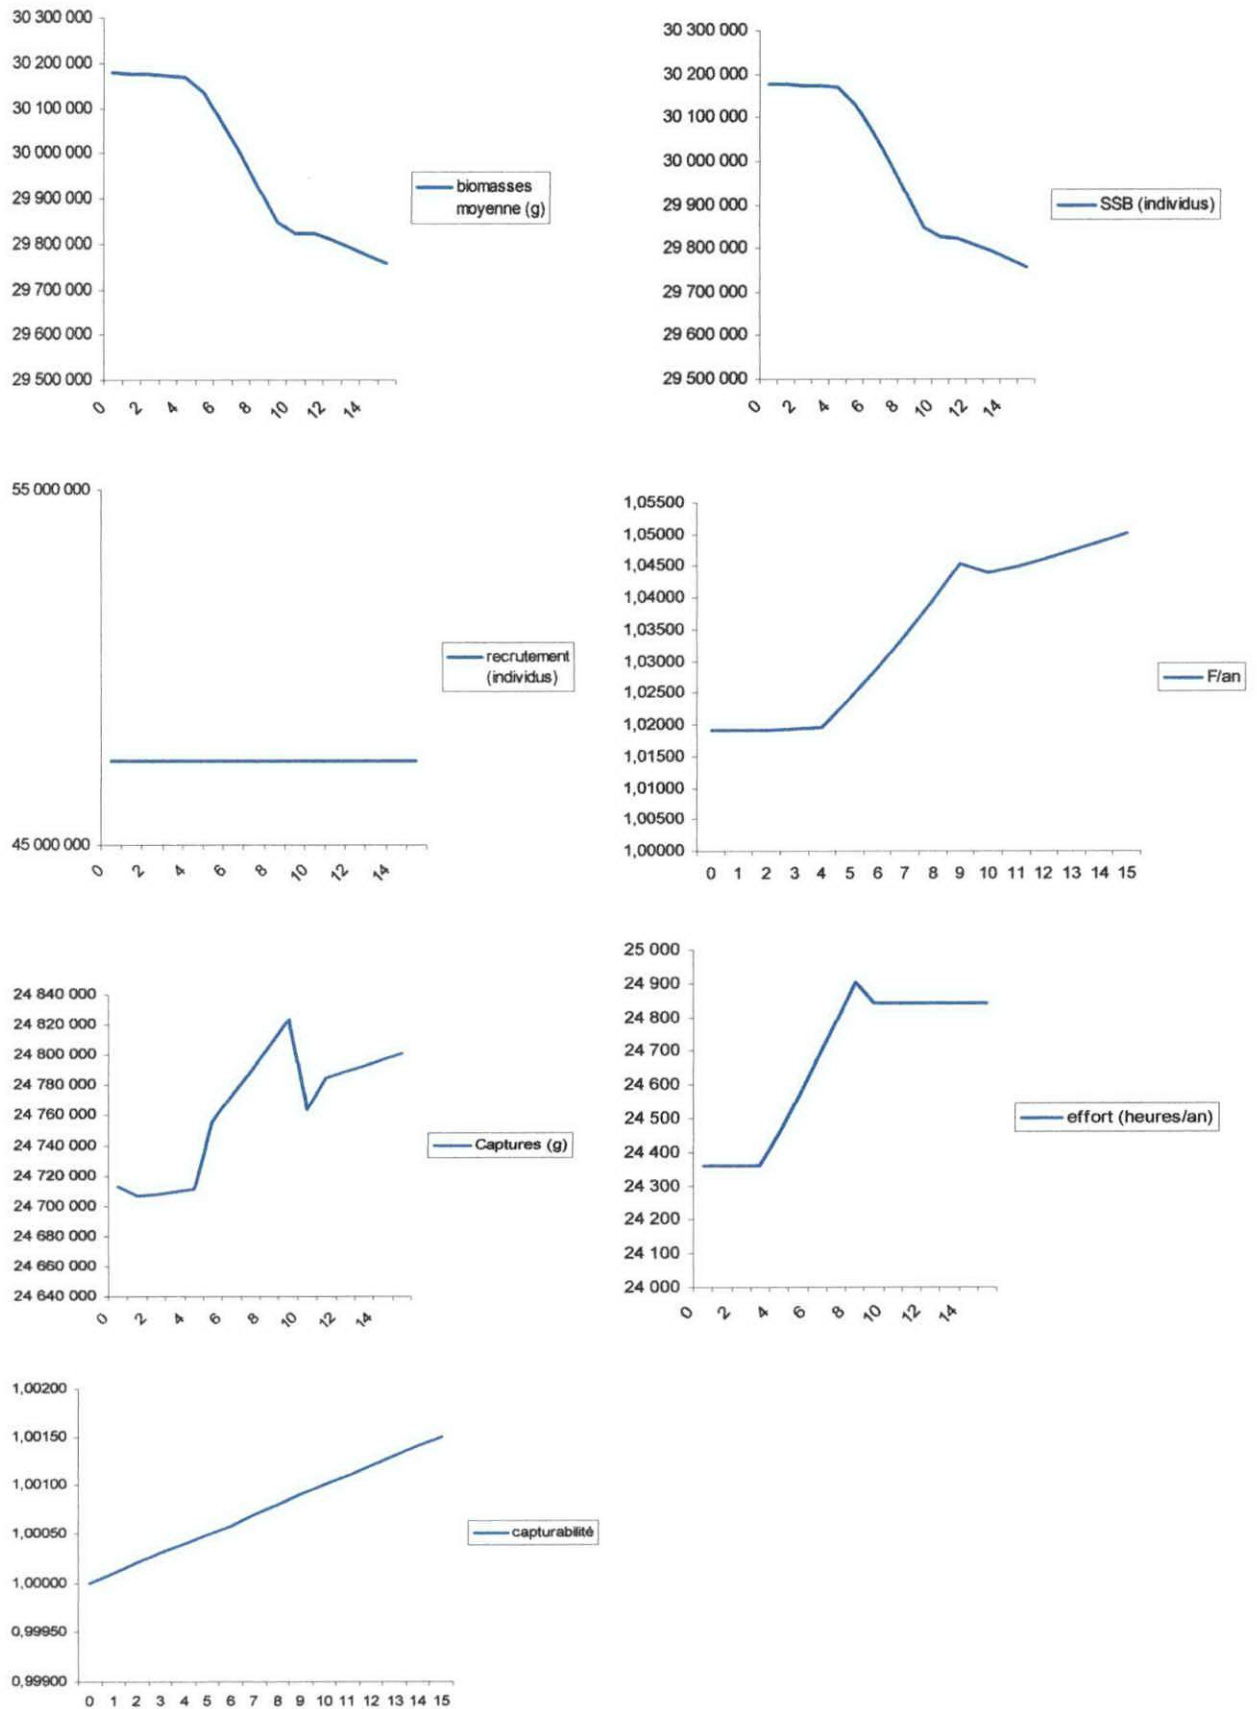 30 300 000
30 200 000
30 100 000
30 000 000
29 900 000
29 800 000
29 700 000
29 600 000
29 500 000
0 2 4 6 8 10 12 14
biomasses
moyenne (g)
30 300 000
30 200 000
30 100 000
30 000 000
29 900 000
29 800 000
29 700 000
29 600 000
29 500 000
0 2 4 6 8 10 12 14
SSB (individus)
55 000 000
45 000 000
0 2 4 6 8 10 12 14
recrutement
(individus)
1,05500
1,05000
1,04500
1,04000
1,03500
1,03000
1,02500
1,02000
1,01500
1,01000
1,00500
1,00000
0 1 2 3 4 5 6 7 8 9 10 11 12 13 14 15
F/an
24 840 000
24 820 000
24 800 000
24 780 000
24 760 000
24 740 000
24 720 000
24 700 000
24 680 000
24 660 000
24 640 000
0 2 4 6 8 10 12 14
Captures (g)
25 000
24 900
24 800
24 700
24 600
24 500
24 400
24 300
24 200
24 100
24 000
0 2 4 6 8 10 12 14
effort (heures/an)
1,00200
1,00150
1,00100
1,00050
1,00000
0,99950
0,99900
0 1 2 3 4 5 6 7 8 9 10 11 12 13 14 15
capturabilité